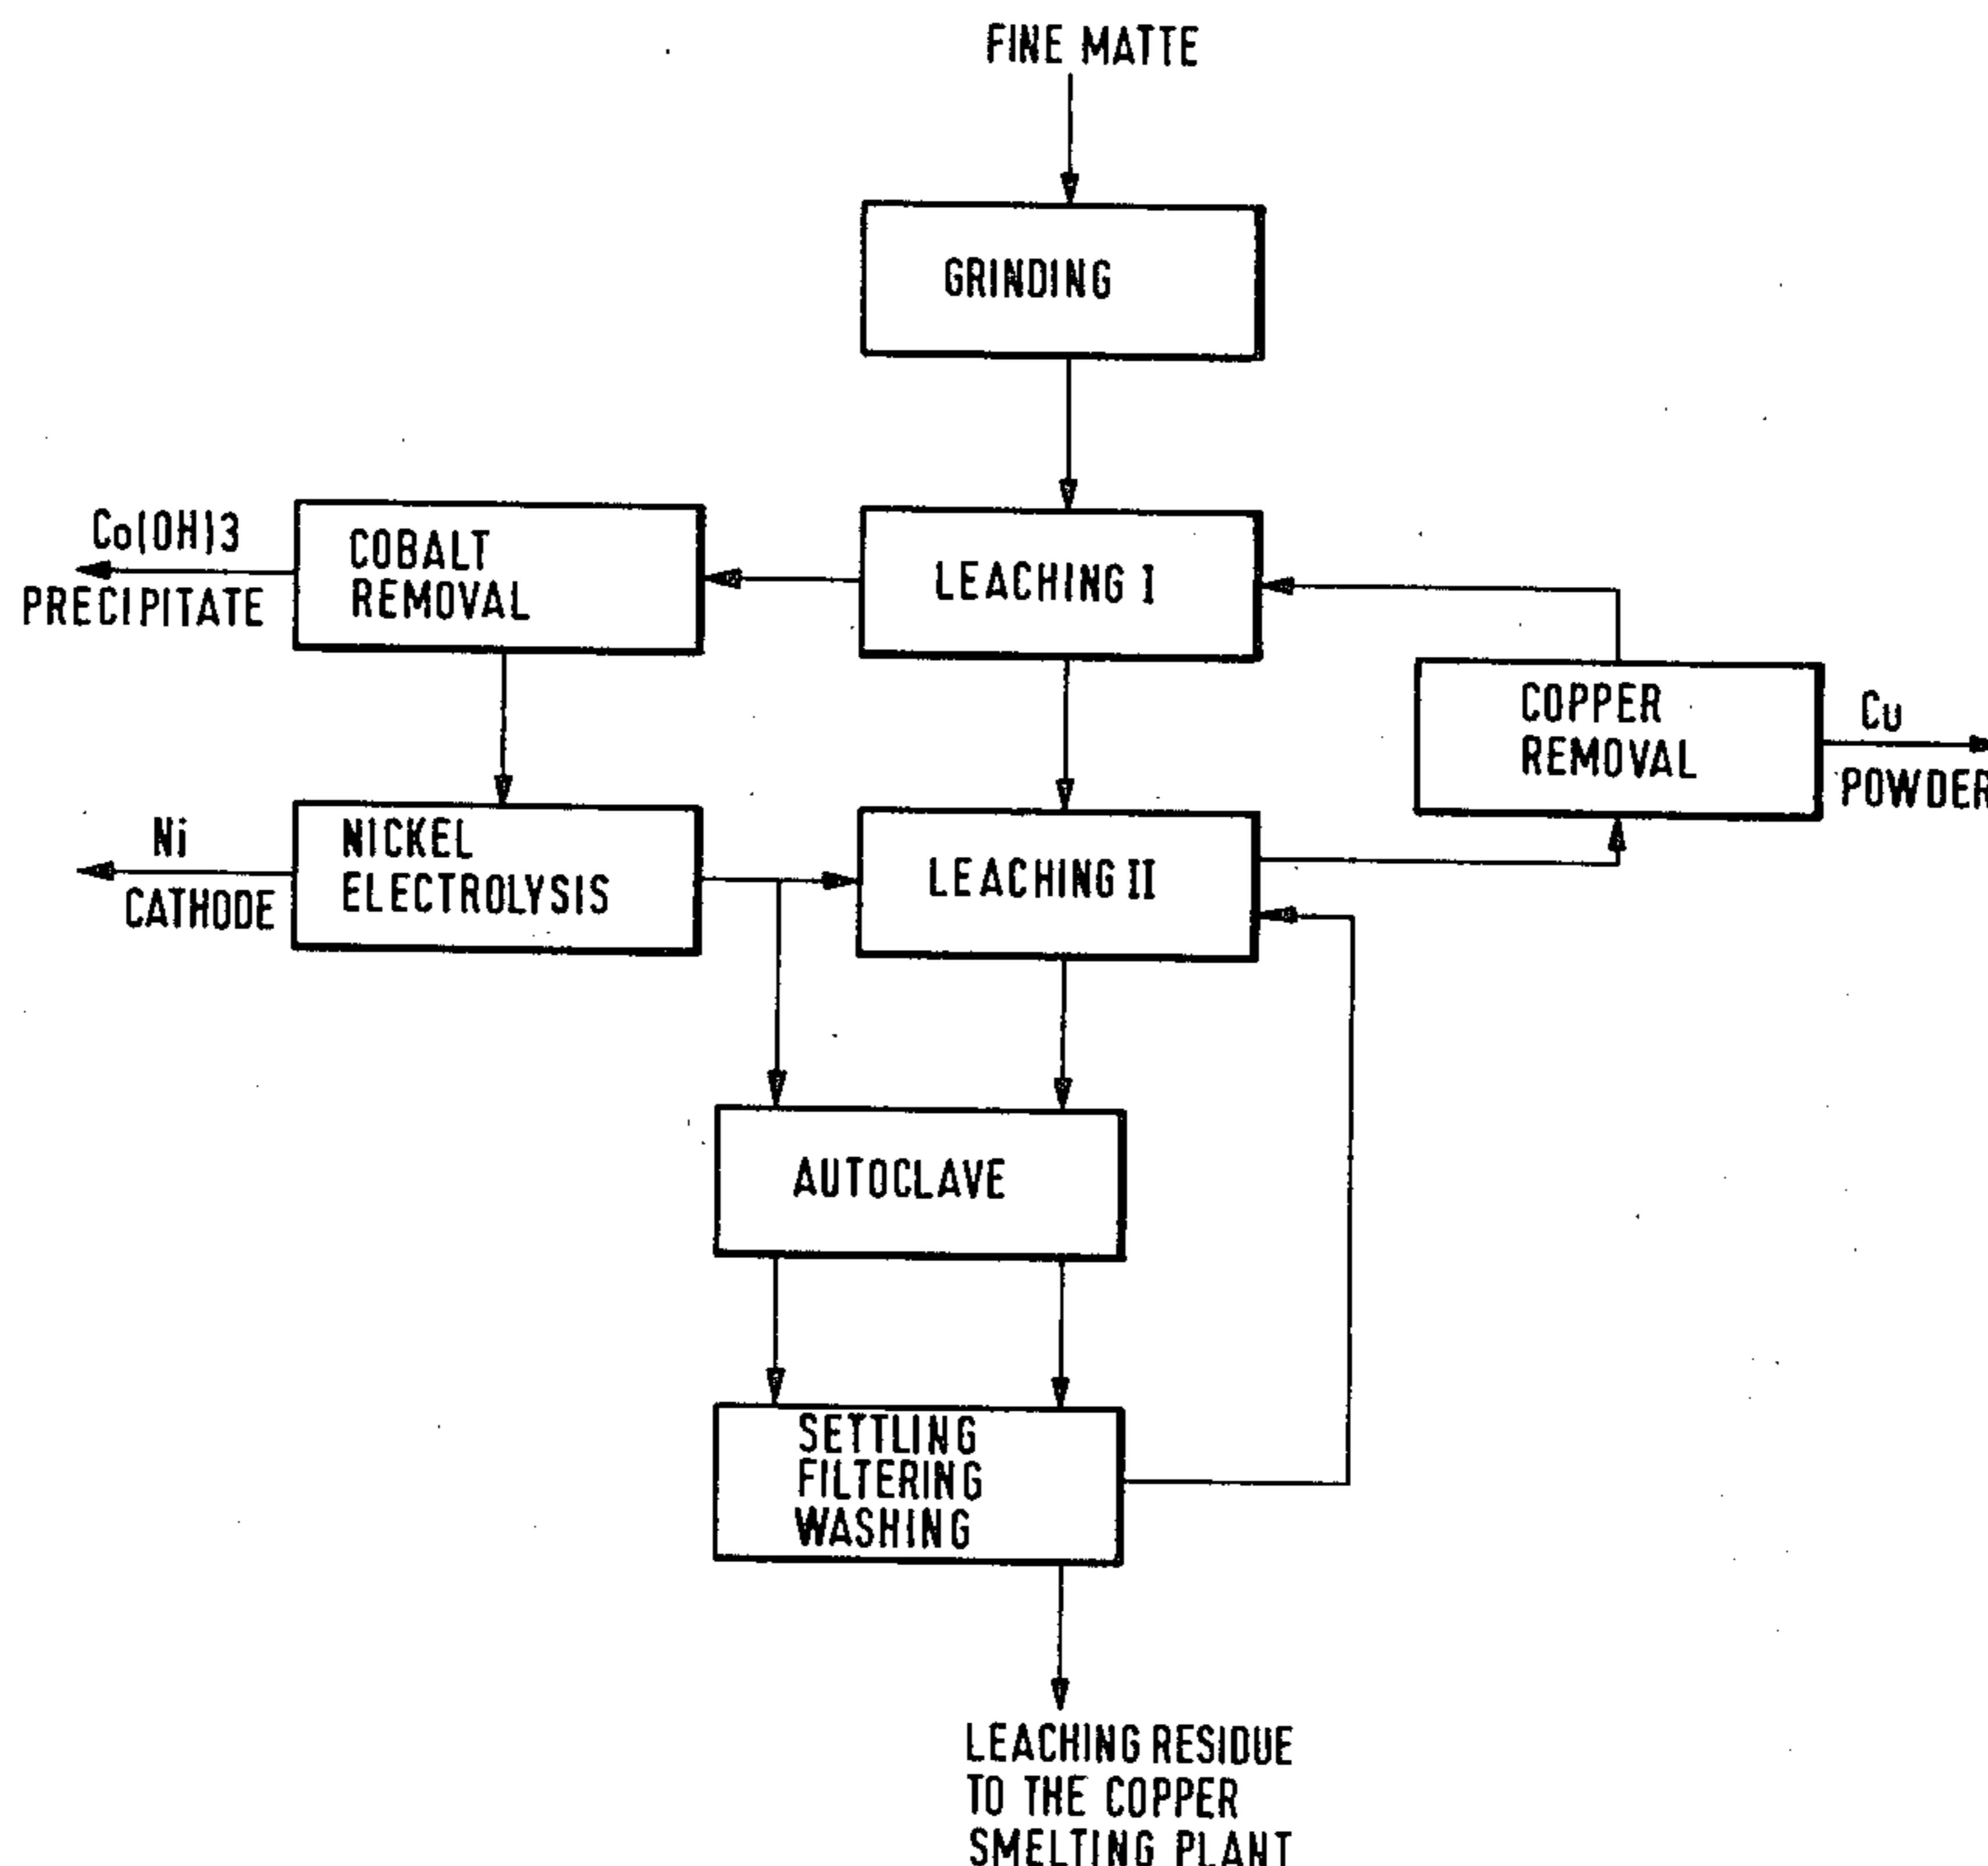 FINE MATTE
GRINDING
Co(OH)3
PRECIPITATE
COBALT
REMOVAL
LEACHING I
COPPER
REMOVAL
Cu
POWDER
Ni
CATHODE
NICKEL
ELECTROLYSIS
LEACHING II
AUTOCLAVE
SETTLING
FILTERING
WASHING
LEACHING RESIDUE
TO THE COPPER
SMELTING PLANT